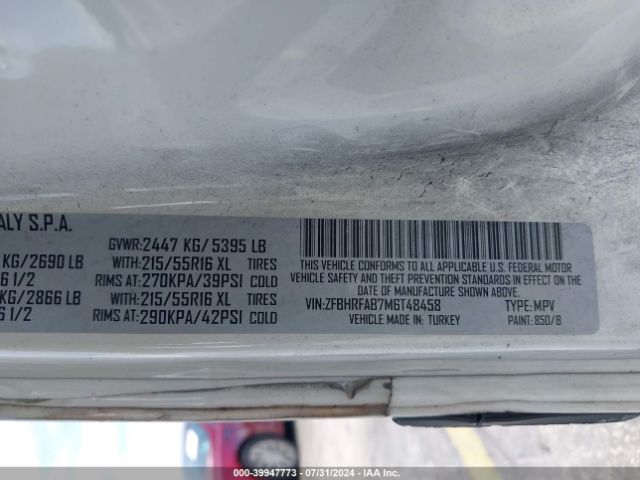 ALY S.P.A.
GVWR:2447 KG/5395 LB
KG/2690 LB WITH:215/55R16 XL TIRES
6 1/2 RIMS AT:270KPA/39PSI COLD
KG/2866 LB WITH:215/55R16 XL TIRES
6 1/2 RIMS AT:290KPA/42PSI COLD
THIS VEHICLE CONFORMS TO ALL APPLICABLE U.S. FEDERAL MOTOR
VEHICLE SAFETY AND THEFT PREVENTION STANDARDS IN EFFECT ON THE
DATE OF MANUFACTURE SHOWN ABOVE.
VIN:ZFBHRFAB7M6T48458 TYPE: MPV
VEHICLE MADE IN: TURKEY PAINT: 850/B
000-39947773 - 07/31/2024 - IAA Inc.